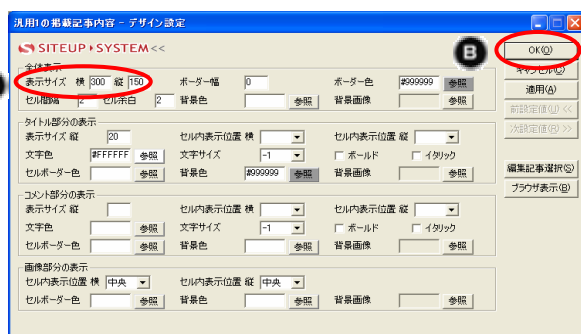 汎用1の掲載記事内容 - デザイン設定
SITEUP▸SYSTEM<<
B
OK(O)
全体表示
キャンセル(C)
表示サイズ 横 300 縦 150 ボーダー幅 0 ボーダー色 #999999 参照
適用(A)
セル間隔 2 セル余白 2 背景色 参照 背景画像 参照
前設定値(U) <<
タイトル部分の表示
次設定値(R) >>
表示サイズ 縦 20 セル内表示位置 横 セル内表示位置 縦
文字色 #FFFFFF 参照 文字サイズ -1 ボールド イタリック
編集記事選択(S)
セルボーダー色 参照 背景色 #999999 参照 背景画像 参照
ブラウザ表示(B)
コメント部分の表示
表示サイズ 縦 セル内表示位置 横 セル内表示位置 縦
文字色 参照 文字サイズ -1 ボールド イタリック
セルボーダー色 参照 背景色 参照 背景画像 参照
画像部分の表示
セル内表示位置 横 中央 セル内表示位置 縦 中央
セルボーダー色 参照 背景色 参照 背景画像 参照